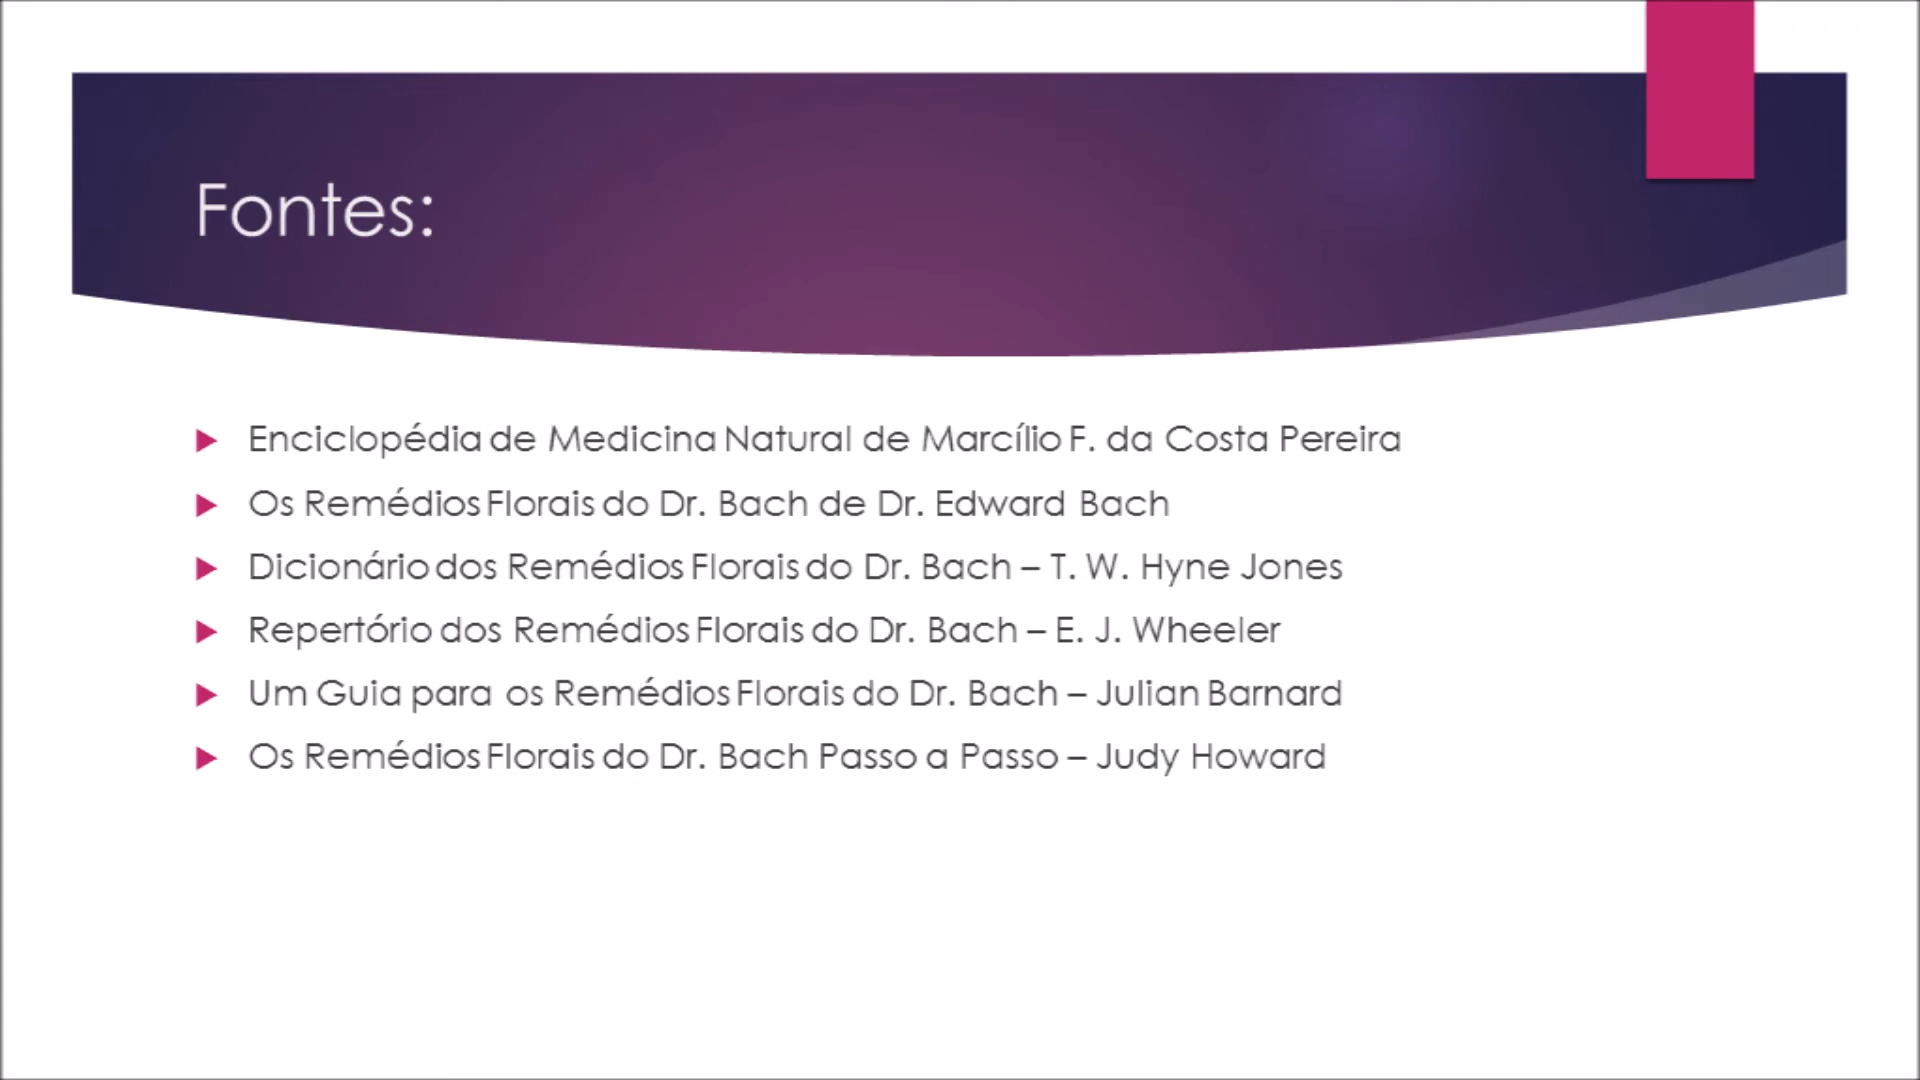 Fontes:
Enciclopédia de Medicina Natural de Marcílio F. da Costa Pereira
Os Remédios Florais do Dr. Bach de Dr. Edward Bach
Dicionário dos Remédios Florais do Dr. Bach – T. W. Hyne Jones
Repertório dos Remédios Florais do Dr. Bach – E. J. Wheeler
Um Guia para os Remédios Florais do Dr. Bach – Julian Barnard
Os Remédios Florais do Dr. Bach Passo a Passo – Judy Howard